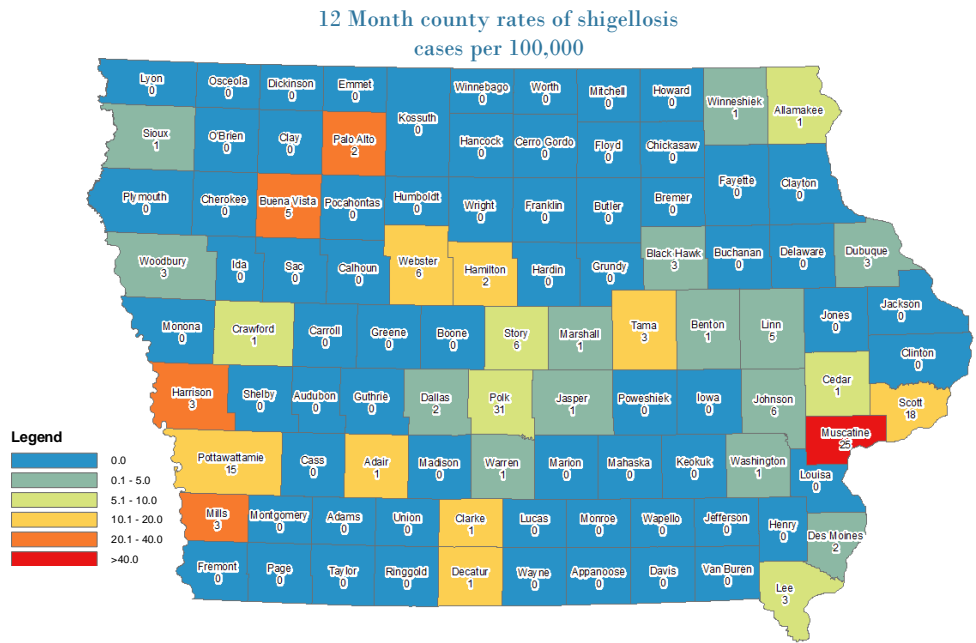 12 Month county rates of shigellosis
cases per 100,000
Lyon
0
Osceola
0
Dickinson
0
Emmet
0
Kossuth
0
Winnebago
0
Worth
0
Mitchell
0
Howard
0
Winneshiek
1
Allamakee
1
Sioux
1
O'Brien
0
Clay
0
Palo Alto
2
Hancock
0
Cerro Gordo
0
Floyd
0
Chickasaw
0
Fayette
0
Clayton
0
Plymouth
0
Cherokee
0
Buena Vista
5
Pocahontas
0
Humboldt
0
Wright
0
Franklin
0
Butler
0
Bremer
0
Woodbury
3
Ida
0
Sac
0
Calhoun
0
Webster
6
Hamilton
2
Hardin
0
Grundy
0
Black Hawk
3
Buchanan
0
Delaware
0
Dubuque
3
Monona
0
Crawford
1
Carroll
0
Greene
0
Boone
0
Story
6
Marshall
1
Tama
3
Benton
1
Linn
5
Jones
0
Jackson
0
Clinton
0
Harrison
3
Shelby
0
Audubon
0
Guthrie
0
Dallas
2
Polk
31
Jasper
1
Poweshiek
0
Iowa
0
Johnson
6
Cedar
1
Scott
18
Muscatine
25
Pottawattamie
15
Cass
0
Adair
1
Madison
0
Warren
1
Marion
0
Mahaska
0
Keokuk
0
Washington
1
Louisa
0
Mills
3
Montgomery
0
Adams
0
Union
0
Clarke
1
Lucas
0
Monroe
0
Wapello
0
Jefferson
0
Henry
0
Des Moines
2
Fremont
0
Page
0
Taylor
0
Ringgold
0
Decatur
1
Wayne
0
Appanoose
0
Davis
0
Van Buren
0
Lee
3
Legend
0.0
0.1 - 5.0
5.1 - 10.0
10.1 - 20.0
20.1 - 40.0
>40.0